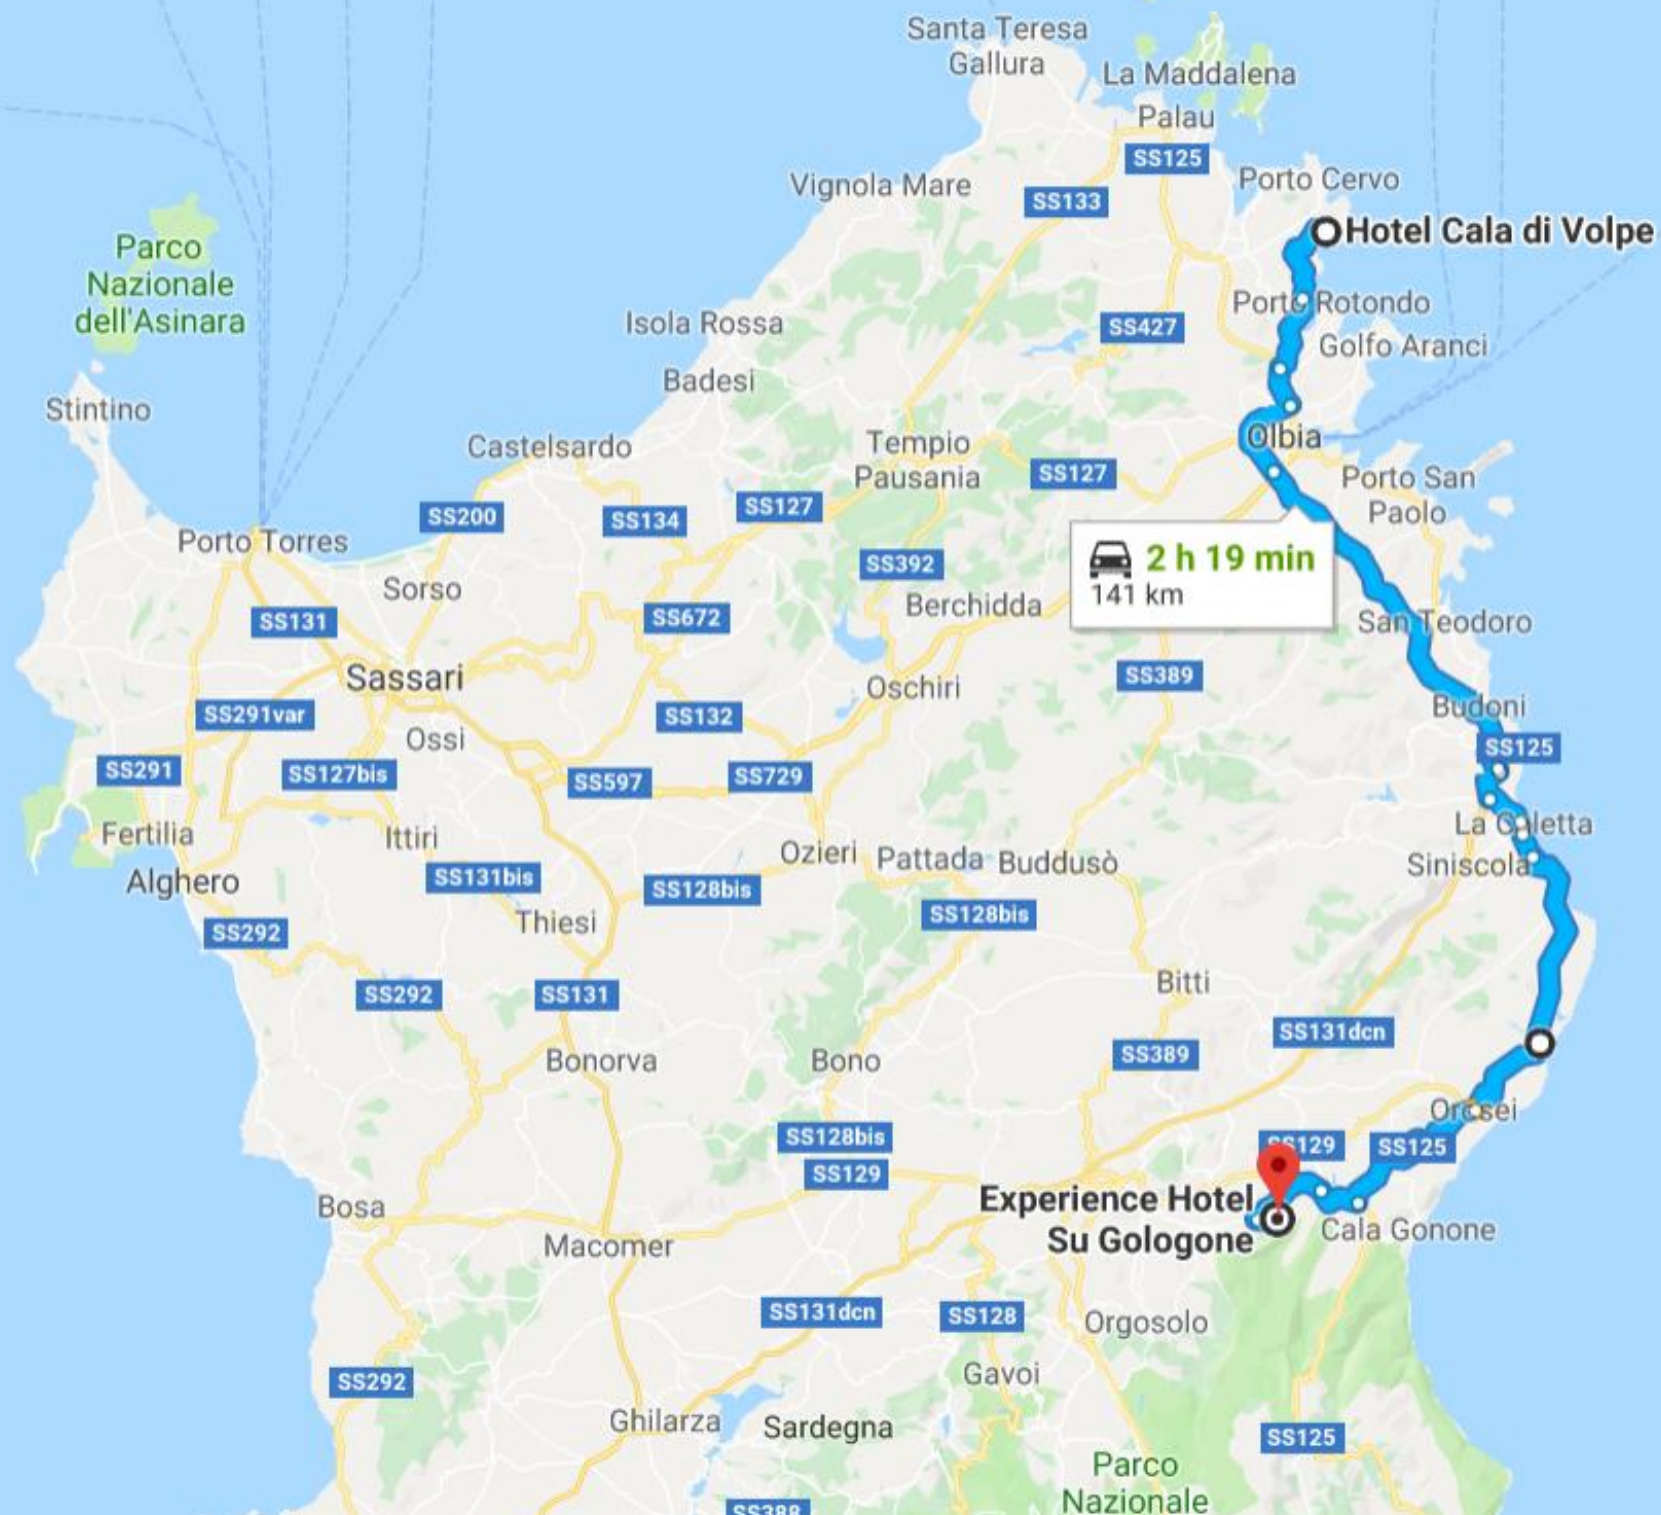 Santa Teresa
Gallura
La Maddalena
Palau
SS125
Porto Cervo
Vignola Mare
SS133
Hotel Cala di Volpe
Parco
Nazionale
dell'Asinara
Porto Rotondo
Isola Rossa
SS427
Golfo Aranci
Badesi
Stintino
Castelsardo
Tempio
Pausania
Olbia
SS127
Porto San
Paolo
SS200
SS134
SS127
Porto Torres
SS392
2 h 19 min
141 km
Sorso
SS131
SS672
Berchidda
San Teodoro
Sassari
Oschiri
SS389
SS291var
SS132
Budoni
Ossi
SS125
SS291
SS127bis
SS597
SS729
Fertilia
Ittiri
La Caletta
Ozieri
Pattada
Buddusò
Siniscola
Alghero
SS131bis
SS128bis
SS128bis
Thiesi
SS292
SS292
SS131
Bitti
SS131dcn
Bonorva
Bono
SS389
Orosei
SS128bis
SS129
SS129
SS125
Experience Hotel
Su Gologone
Bosa
Cala Gonone
Macomer
SS131dcn
SS128
Orgosolo
Gavoi
SS292
Ghilarza
Sardegna
SS125
Parco
Nazionale
SS388